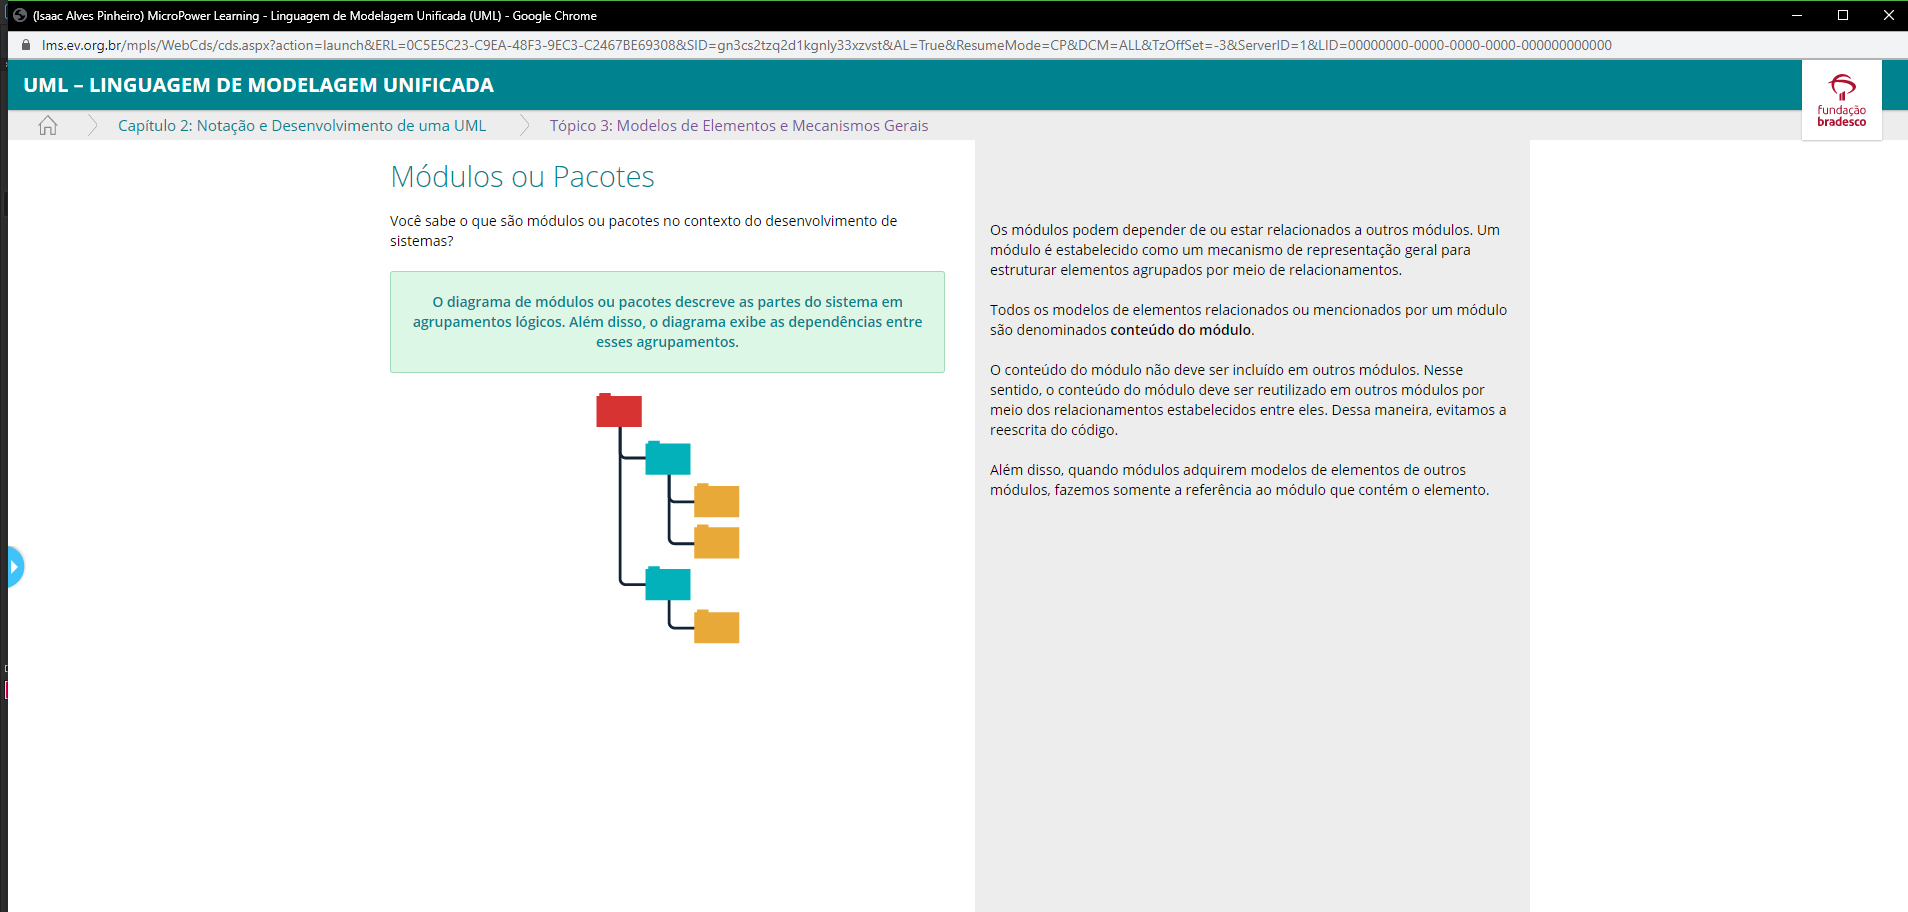 (Isaac Alves Pinheiro) MicroPower Learning - Linguagem de Modelagem Unificada (UML) - Google Chrome
lms.ev.org.br/mpls/WebCds/cds.aspx?action=launch&ERL=0C5E5C23-C9EA-48F3-9EC3-C2467BE69308&SID=gn3cs2tzq2d1kgnly33xzvst&AL=True&ResumeMode=CP&DCM=ALL&TzOffSet=-3&ServerID=1&LID=00000000-0000-0000-0000-000000000000
UML – LINGUAGEM DE MODELAGEM UNIFICADA
fundação
bradesco
Capítulo 2: Notação e Desenvolvimento de uma UML
Tópico 3: Modelos de Elementos e Mecanismos Gerais
Módulos ou Pacotes
Você sabe o que são módulos ou pacotes no contexto do desenvolvimento de
sistemas?
O diagrama de módulos ou pacotes descreve as partes do sistema em
agrupamentos lógicos. Além disso, o diagrama exibe as dependências entre
esses agrupamentos.
Os módulos podem depender de ou estar relacionados a outros módulos. Um
módulo é estabelecido como um mecanismo de representação geral para
estruturar elementos agrupados por meio de relacionamentos.
Todos os modelos de elementos relacionados ou mencionados por um módulo
são denominados conteúdo do módulo.
O conteúdo do módulo não deve ser incluído em outros módulos. Nesse
sentido, o conteúdo do módulo deve ser reutilizado em outros módulos por
meio dos relacionamentos estabelecidos entre eles. Dessa maneira, evitamos a
reescrita do código.
Além disso, quando módulos adquirem modelos de elementos de outros
módulos, fazemos somente a referência ao módulo que contém o elemento.